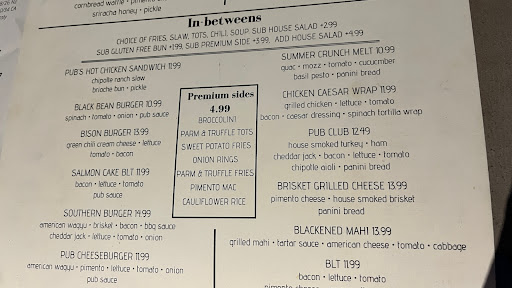 cornbread waffle • pimento
sriracha honey • pickle
In-betweens
CHOICE OF FRIES, SLAW, TOTS, CHILI, SOUP. SUB HOUSE SALAD +2.99
SUB GLUTEN FREE BUN +1.99. SUB PREMIUM SIDE +3.99. ADD HOUSE SALAD +4.99
PUB'S HOT CHICKEN SANDWICH 11.99
chipotle ranch slaw
brioche bun • pickle
BLACK BEAN BURGER 10.99
spinach • tomato • onion • pub sauce
BISON BURGER 13.99
green chili cream cheese • lettuce
tomato • bacon
SALMON CAKE BLT 11.99
bacon • lettuce • tomato
pub sauce
SOUTHERN BURGER 14.99
american wagyu • brisket • bacon • bbq sauce
cheddar jack • lettuce • tomato • onion
PUB CHEESEBURGER 11.99
american wagyu • pimento • lettuce • tomato • onion
pub sauce
Premium sides
4.99
BROCCOLINI
PARM & TRUFFLE TOTS
SWEET POTATO FRIES
ONION RINGS
PARM & TRUFFLE FRIES
PIMENTO MAC
CAULIFLOWER RICE
SUMMER CRUNCH MELT 10.99
guac • mozz • tomato • cucumber
basil pesto • panini bread
CHICKEN CAESAR WRAP 11.99
grilled chicken • lettuce • tomato
bacon • caesar dressing • spinach tortilla wrap
PUB CLUB 12.49
house smoked turkey • ham
cheddar jack • bacon • lettuce • tomato
chipotle aioli • panini bread
BRISKET GRILLED CHEESE 13.99
pimento cheese • house smoked brisket
panini bread
BLACKENED MAHI 13.99
grilled mahi • tartar sauce • american cheese • tomato • cabbage
BLT 11.99
bacon • lettuce • tomato
pimento cheese